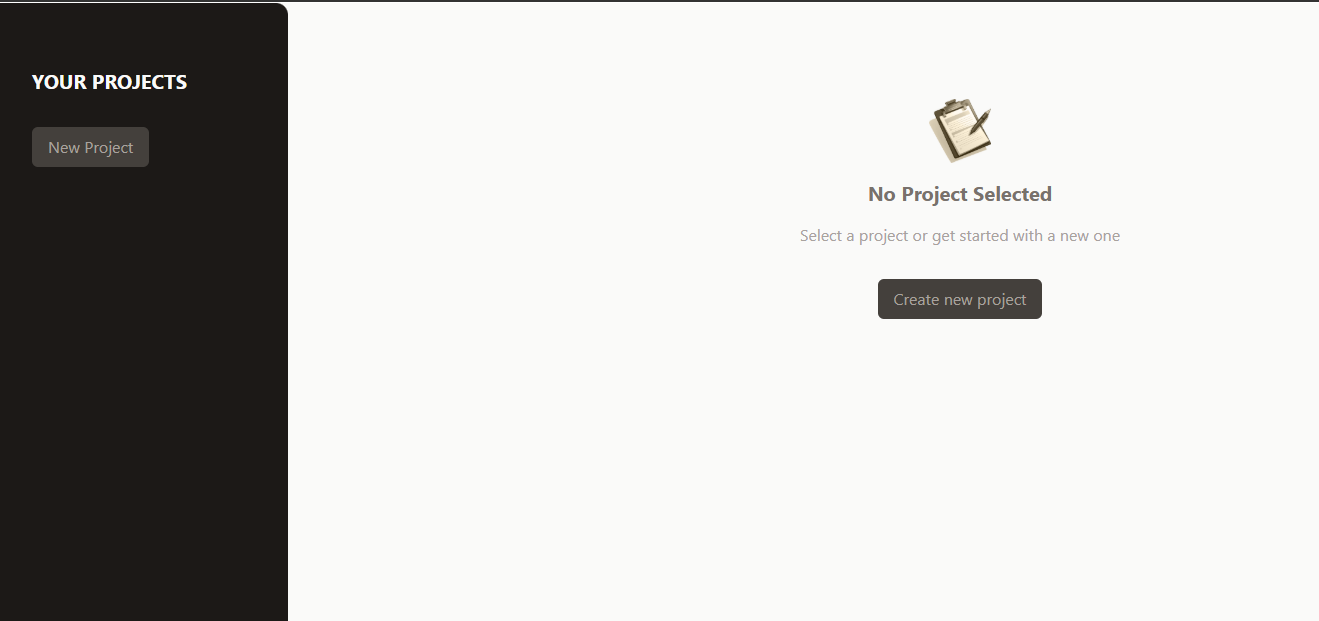 YOUR PROJECTS
New Project
No Project Selected
Select a project or get started with a new one
Create new project